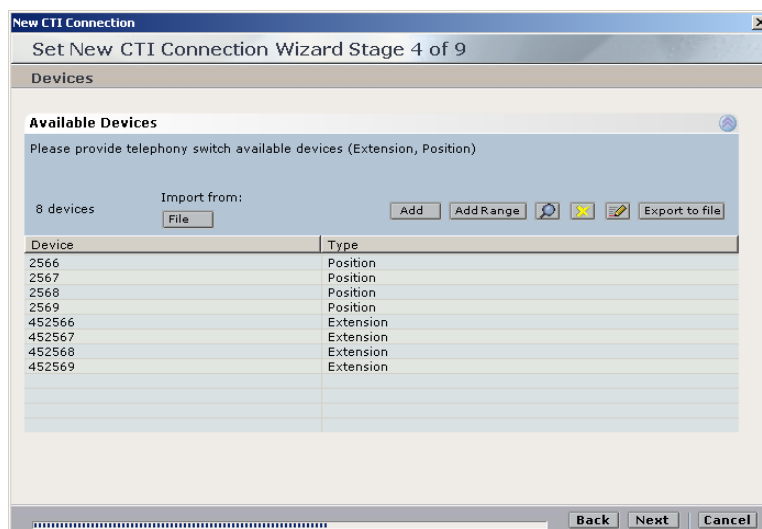 New CTI Connection
Set New CTI Connection Wizard Stage 4 of 9
Devices
Available Devices
Please provide telephony switch available devices (Extension, Position)
8 devices
Import from:
File
Add
Add Range
Export to file
Device Type
2566 Position
2567 Position
2568 Position
2569 Position
452566 Extension
452567 Extension
452568 Extension
452569 Extension
Back Next Cancel